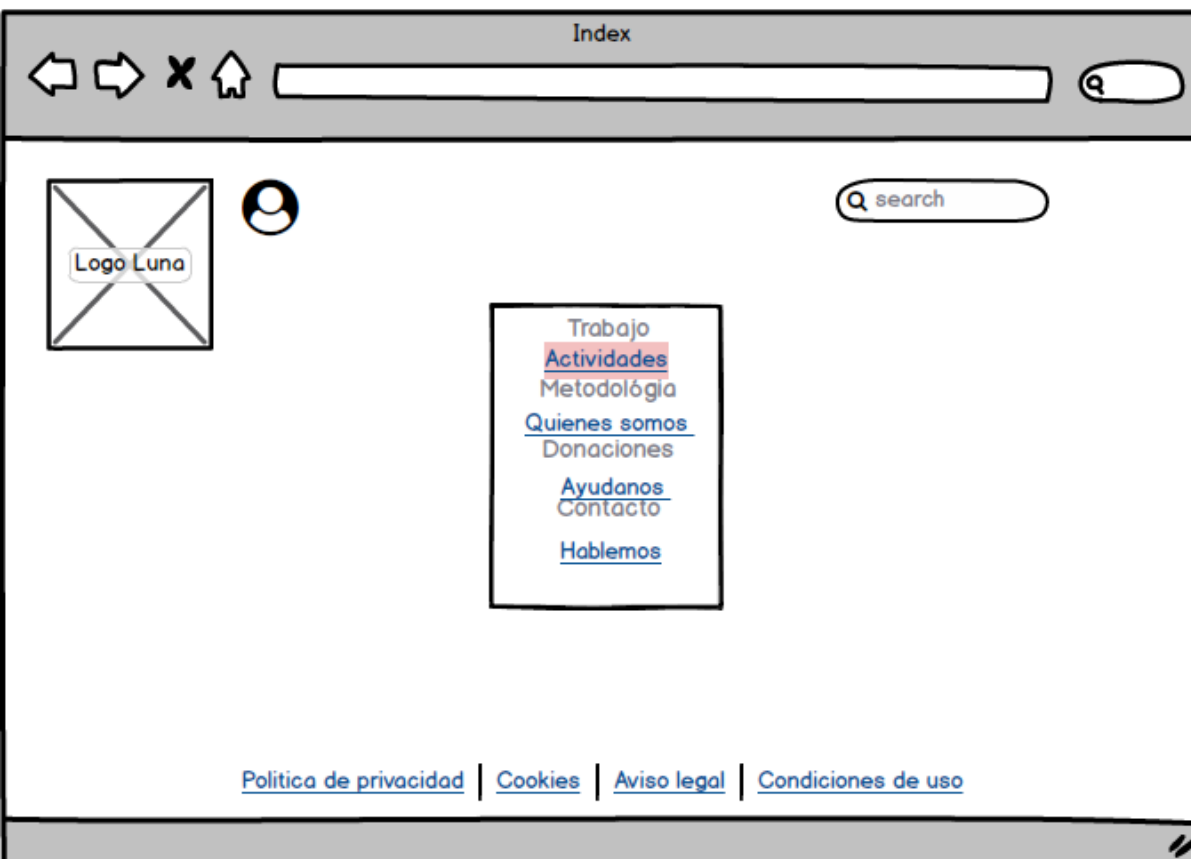 Index
search
Logo Luna
Trabajo
Actividades
Metodológia
Quienes somos
Donaciones
Ayudanos
Contacto
Hablemos
Politica de privacidad Cookies Aviso legal Condiciones de uso